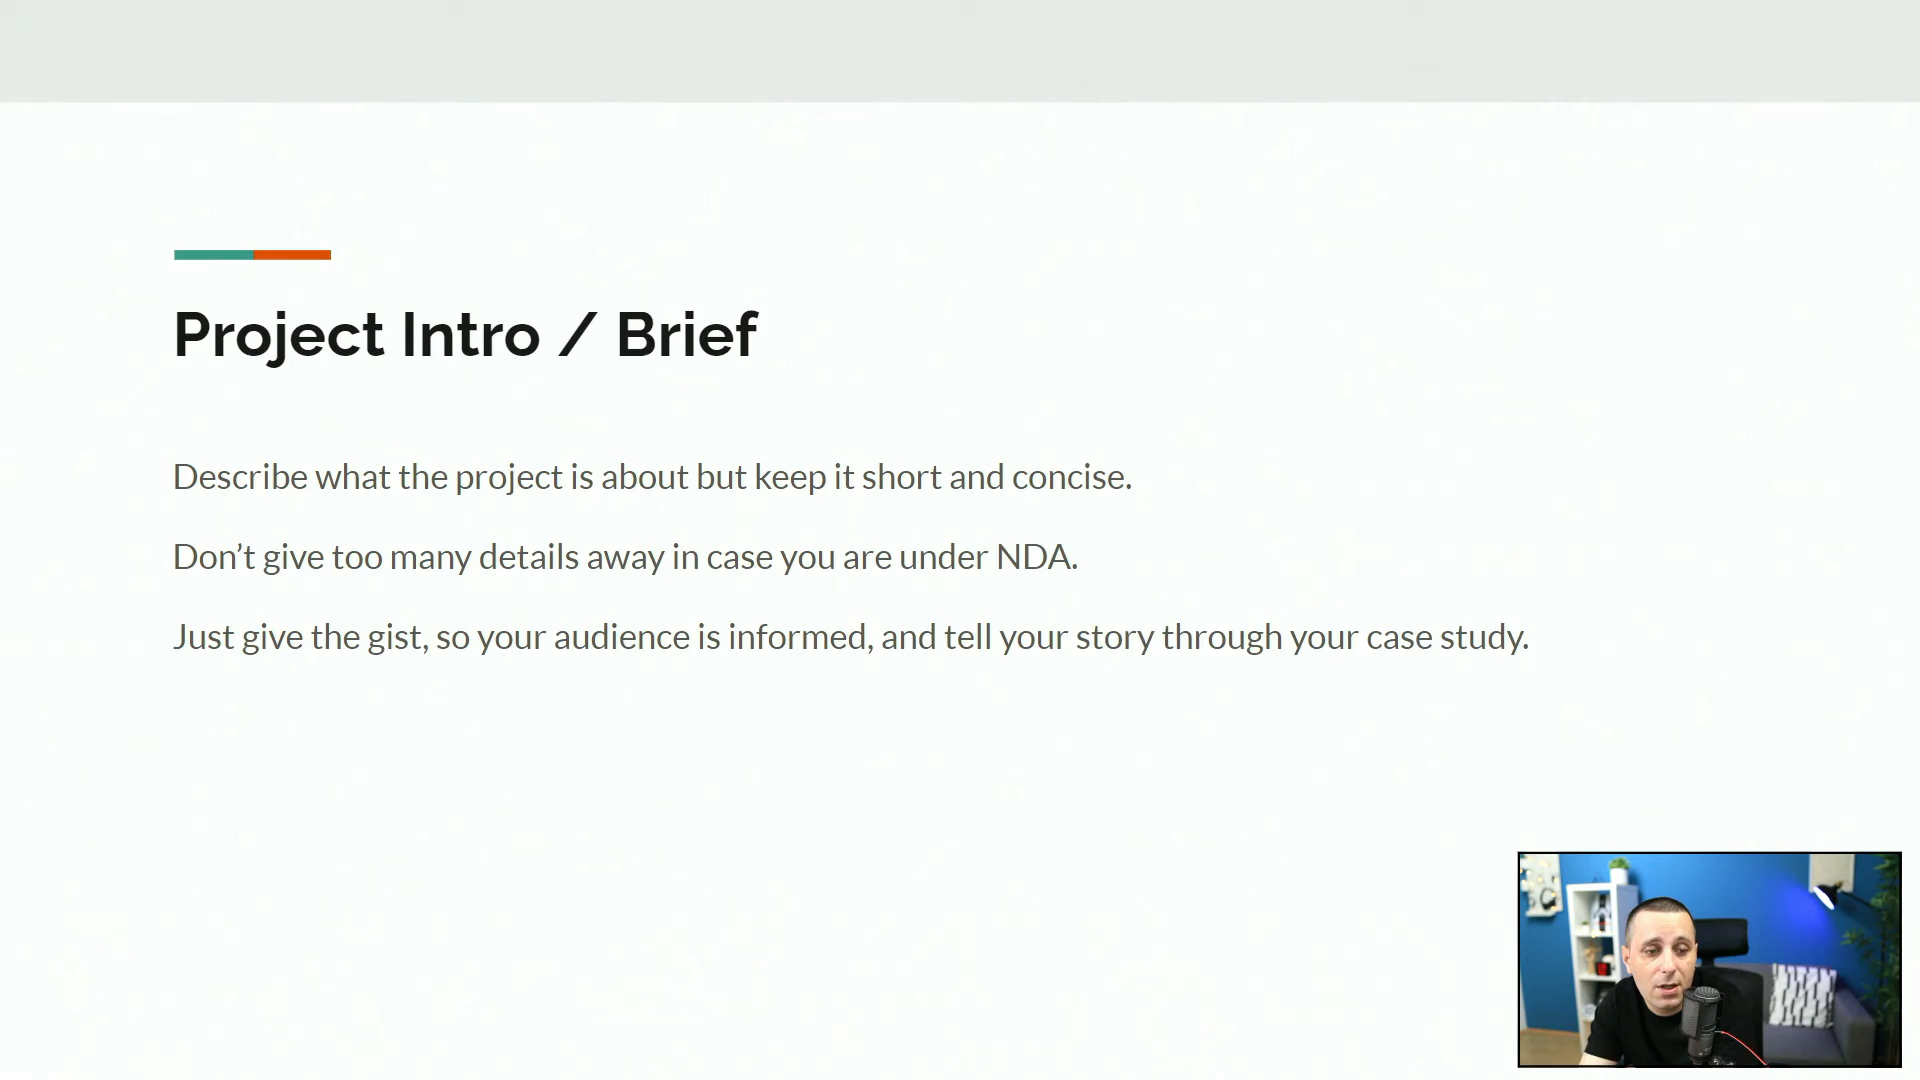 Project Intro / Brief
Describe what the project is about but keep it short and concise.
Don’t give too many details away in case you are under NDA.
Just give the gist, so your audience is informed, and tell your story through your case study.